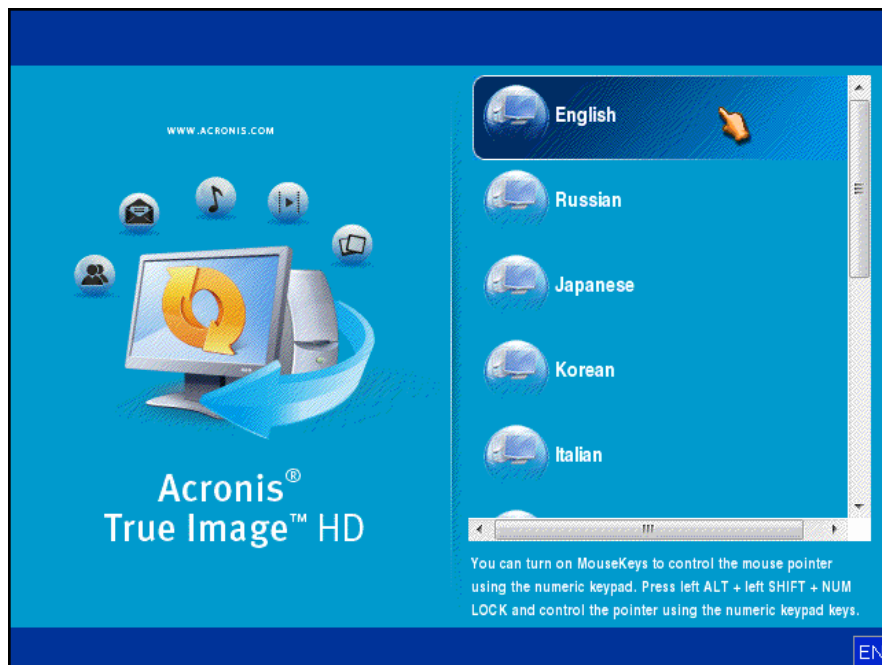 WWW.ACRONIS.COM
Acronis®
True Image™ HD
English
Russian
Japanese
Korean
Italian
You can turn on MouseKeys to control the mouse pointer
using the numeric keypad. Press left ALT + left SHIFT + NUM
LOCK and control the pointer using the numeric keypad keys.
EN